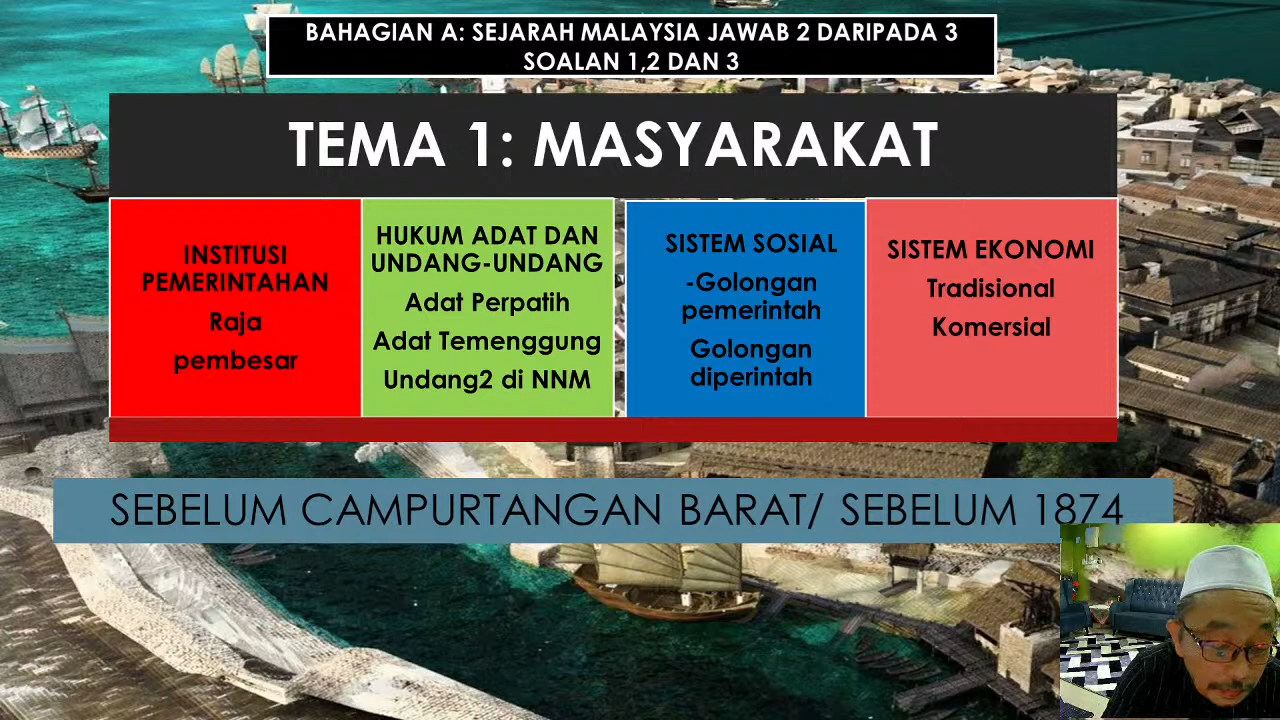 BAHAGIAN A: SEJARAH MALAYSIA JAWAB 2 DARIPADA 3
SOALAN 1,2 DAN 3
TEMA 1: MASYARAKAT
INSTITUSI
PEMERINTAHAN
Raja
pembesar
HUKUM ADAT DAN
UNDANG-UNDANG
Adat Perpatih
Adat Temenggung
Undang2 di NNM
SISTEM SOSIAL
-Golongan
pemerintah
Golongan
diperintah
SISTEM EKONOMI
Tradisional
Komersial
SEBELUM CAMPURTANGAN BARAT/ SEBELUM 1874